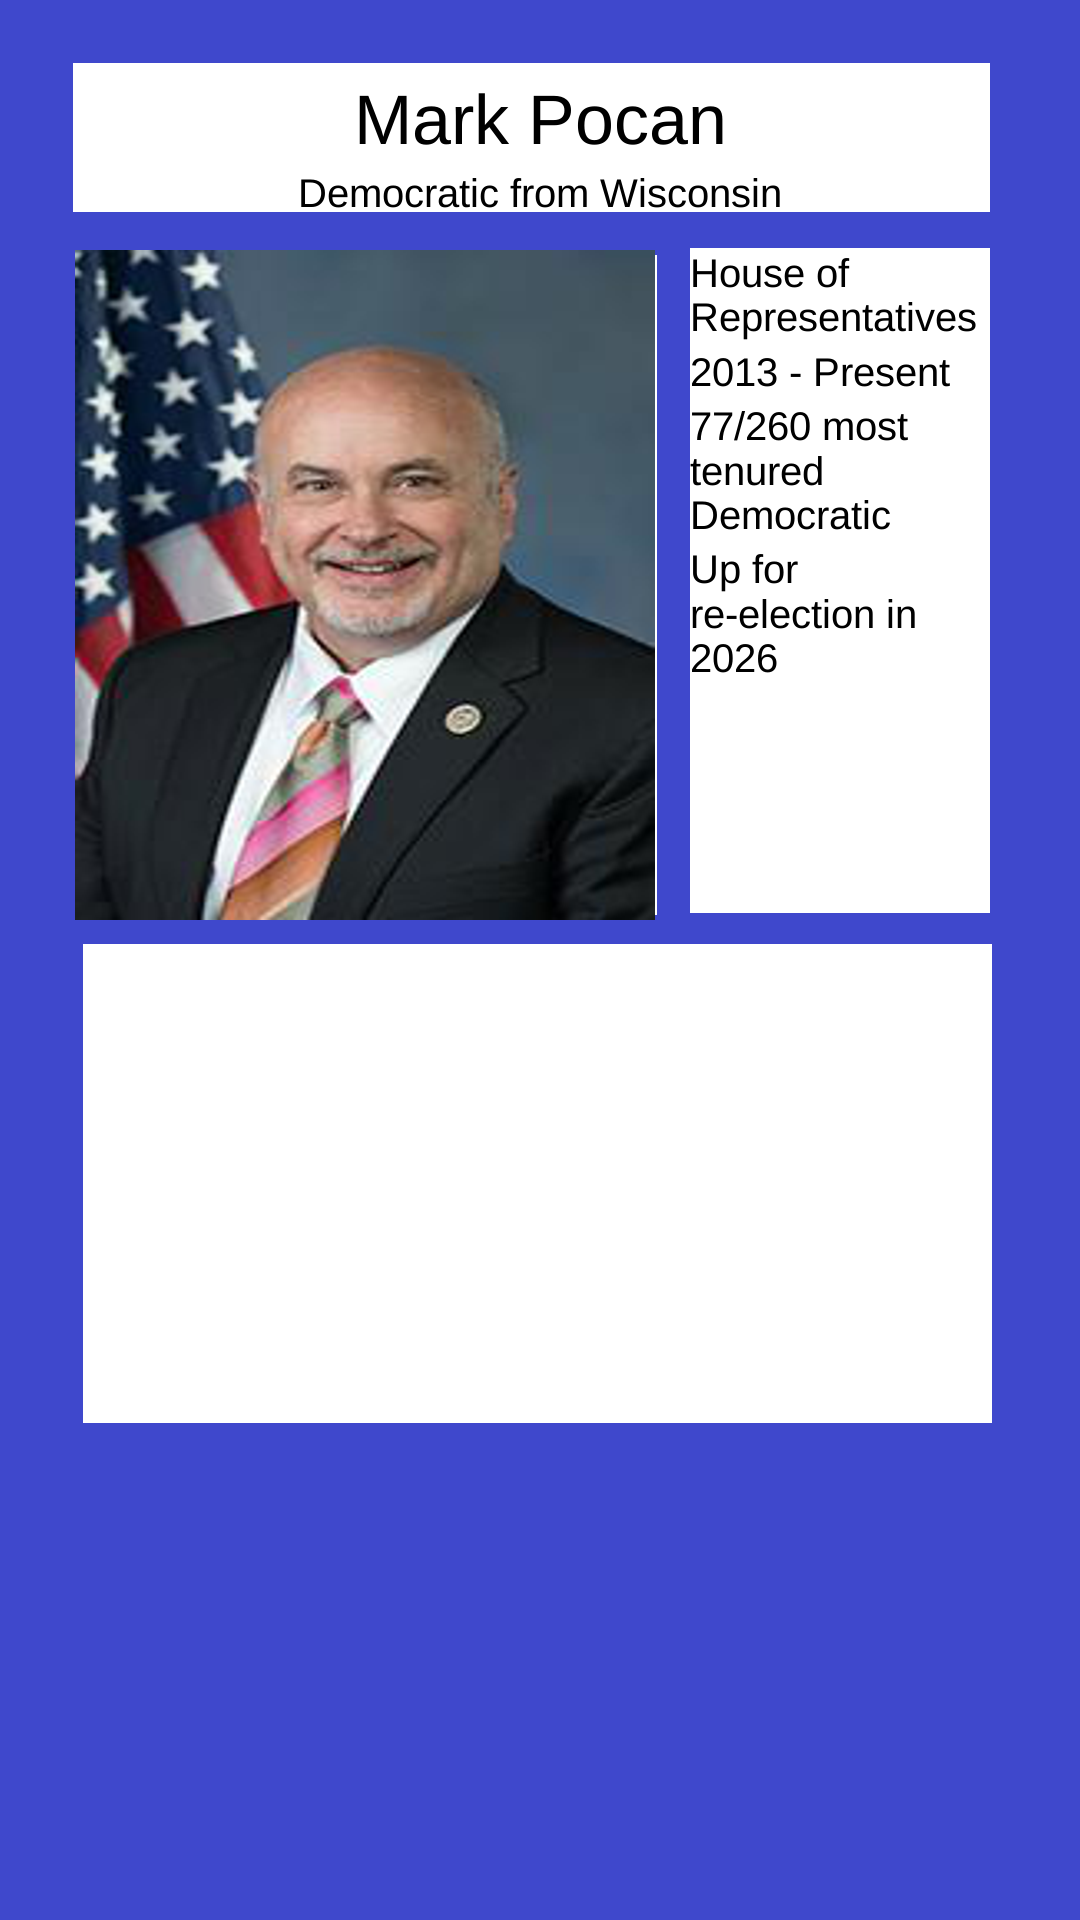 Mark Pocan
Democratic from Wisconsin
House of
Representatives
2013 - Present
77/260 most
tenured
Democratic
Up for
re-election in
2026